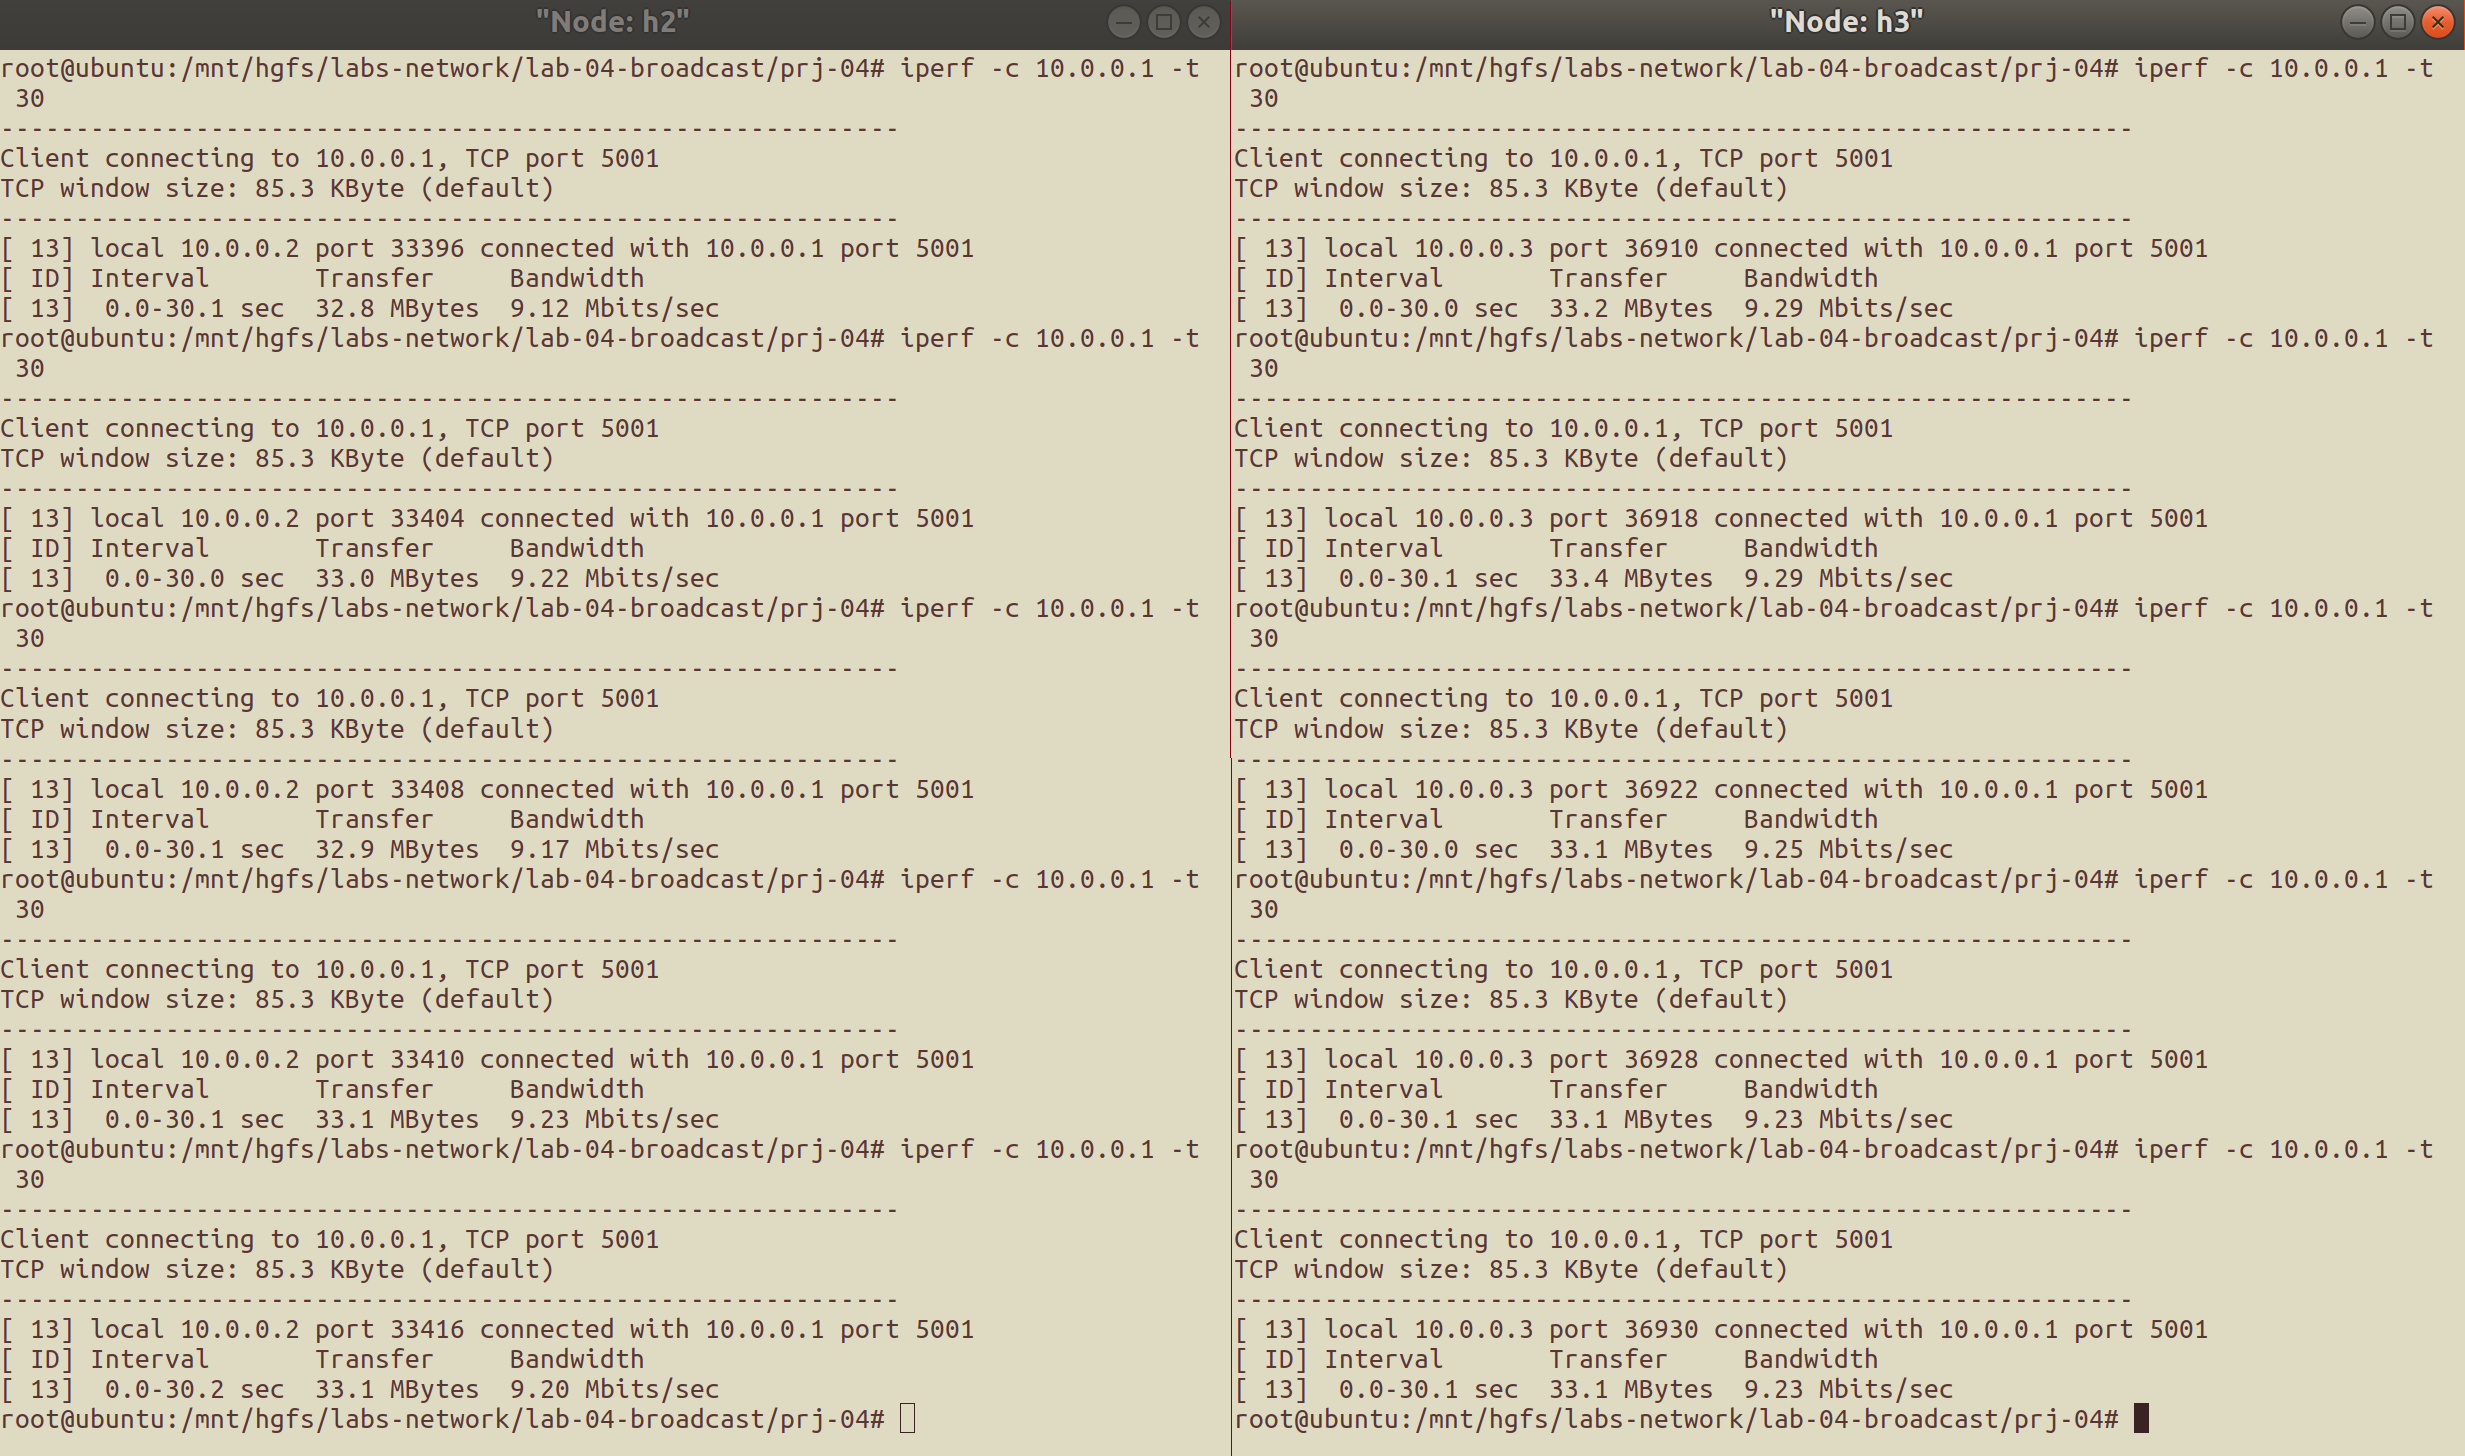 "Node: h2"
root@ubuntu:/mnt/hgfs/labs-network/lab-04-broadcast/prj-04# iperf -c 10.0.0.1 -t
 30
------------------------------------------------------------
Client connecting to 10.0.0.1, TCP port 5001
TCP window size: 85.3 KByte (default)
------------------------------------------------------------
[ 13] local 10.0.0.2 port 33396 connected with 10.0.0.1 port 5001
[ ID] Interval       Transfer     Bandwidth
[ 13]  0.0-30.1 sec  32.8 MBytes  9.12 Mbits/sec
root@ubuntu:/mnt/hgfs/labs-network/lab-04-broadcast/prj-04# iperf -c 10.0.0.1 -t
 30
------------------------------------------------------------
Client connecting to 10.0.0.1, TCP port 5001
TCP window size: 85.3 KByte (default)
------------------------------------------------------------
[ 13] local 10.0.0.2 port 33404 connected with 10.0.0.1 port 5001
[ ID] Interval       Transfer     Bandwidth
[ 13]  0.0-30.0 sec  33.0 MBytes  9.22 Mbits/sec
root@ubuntu:/mnt/hgfs/labs-network/lab-04-broadcast/prj-04# iperf -c 10.0.0.1 -t
 30
------------------------------------------------------------
Client connecting to 10.0.0.1, TCP port 5001
TCP window size: 85.3 KByte (default)
------------------------------------------------------------
[ 13] local 10.0.0.2 port 33408 connected with 10.0.0.1 port 5001
[ ID] Interval       Transfer     Bandwidth
[ 13]  0.0-30.1 sec  32.9 MBytes  9.17 Mbits/sec
root@ubuntu:/mnt/hgfs/labs-network/lab-04-broadcast/prj-04# iperf -c 10.0.0.1 -t
 30
------------------------------------------------------------
Client connecting to 10.0.0.1, TCP port 5001
TCP window size: 85.3 KByte (default)
------------------------------------------------------------
[ 13] local 10.0.0.2 port 33410 connected with 10.0.0.1 port 5001
[ ID] Interval       Transfer     Bandwidth
[ 13]  0.0-30.1 sec  33.1 MBytes  9.23 Mbits/sec
root@ubuntu:/mnt/hgfs/labs-network/lab-04-broadcast/prj-04# iperf -c 10.0.0.1 -t
 30
------------------------------------------------------------
Client connecting to 10.0.0.1, TCP port 5001
TCP window size: 85.3 KByte (default)
------------------------------------------------------------
[ 13] local 10.0.0.2 port 33416 connected with 10.0.0.1 port 5001
[ ID] Interval       Transfer     Bandwidth
[ 13]  0.0-30.2 sec  33.1 MBytes  9.20 Mbits/sec
root@ubuntu:/mnt/hgfs/labs-network/lab-04-broadcast/prj-04#
"Node: h3"
root@ubuntu:/mnt/hgfs/labs-network/lab-04-broadcast/prj-04# iperf -c 10.0.0.1 -t
 30
------------------------------------------------------------
Client connecting to 10.0.0.1, TCP port 5001
TCP window size: 85.3 KByte (default)
------------------------------------------------------------
[ 13] local 10.0.0.3 port 36910 connected with 10.0.0.1 port 5001
[ ID] Interval       Transfer     Bandwidth
[ 13]  0.0-30.0 sec  33.2 MBytes  9.29 Mbits/sec
root@ubuntu:/mnt/hgfs/labs-network/lab-04-broadcast/prj-04# iperf -c 10.0.0.1 -t
 30
------------------------------------------------------------
Client connecting to 10.0.0.1, TCP port 5001
TCP window size: 85.3 KByte (default)
------------------------------------------------------------
[ 13] local 10.0.0.3 port 36918 connected with 10.0.0.1 port 5001
[ ID] Interval       Transfer     Bandwidth
[ 13]  0.0-30.1 sec  33.4 MBytes  9.29 Mbits/sec
root@ubuntu:/mnt/hgfs/labs-network/lab-04-broadcast/prj-04# iperf -c 10.0.0.1 -t
 30
------------------------------------------------------------
Client connecting to 10.0.0.1, TCP port 5001
TCP window size: 85.3 KByte (default)
------------------------------------------------------------
[ 13] local 10.0.0.3 port 36922 connected with 10.0.0.1 port 5001
[ ID] Interval       Transfer     Bandwidth
[ 13]  0.0-30.0 sec  33.1 MBytes  9.25 Mbits/sec
root@ubuntu:/mnt/hgfs/labs-network/lab-04-broadcast/prj-04# iperf -c 10.0.0.1 -t
 30
------------------------------------------------------------
Client connecting to 10.0.0.1, TCP port 5001
TCP window size: 85.3 KByte (default)
------------------------------------------------------------
[ 13] local 10.0.0.3 port 36928 connected with 10.0.0.1 port 5001
[ ID] Interval       Transfer     Bandwidth
[ 13]  0.0-30.1 sec  33.1 MBytes  9.23 Mbits/sec
root@ubuntu:/mnt/hgfs/labs-network/lab-04-broadcast/prj-04# iperf -c 10.0.0.1 -t
 30
------------------------------------------------------------
Client connecting to 10.0.0.1, TCP port 5001
TCP window size: 85.3 KByte (default)
------------------------------------------------------------
[ 13] local 10.0.0.3 port 36930 connected with 10.0.0.1 port 5001
[ ID] Interval       Transfer     Bandwidth
[ 13]  0.0-30.1 sec  33.1 MBytes  9.23 Mbits/sec
root@ubuntu:/mnt/hgfs/labs-network/lab-04-broadcast/prj-04#